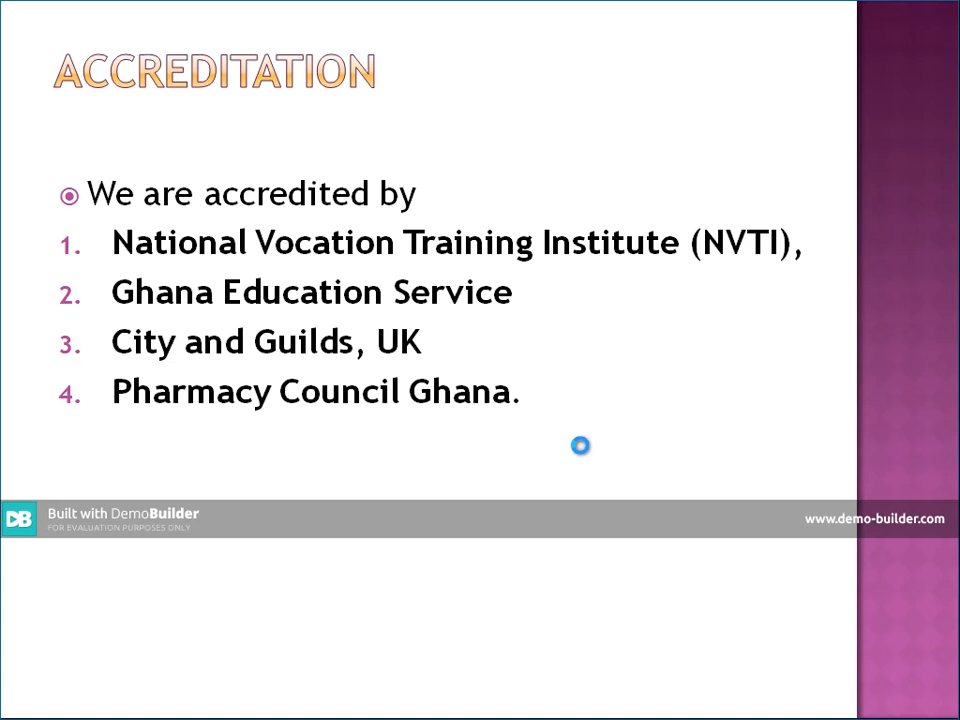 ACCREDITATION
We are accredited by
1. National Vocation Training Institute (NVTI),
2. Ghana Education Service
3. City and Guilds, UK
4. Pharmacy Council Ghana.
DB
Built with DemoBuilder
FOR EVALUATION PURPOSES ONLY
www.demo-builder.com